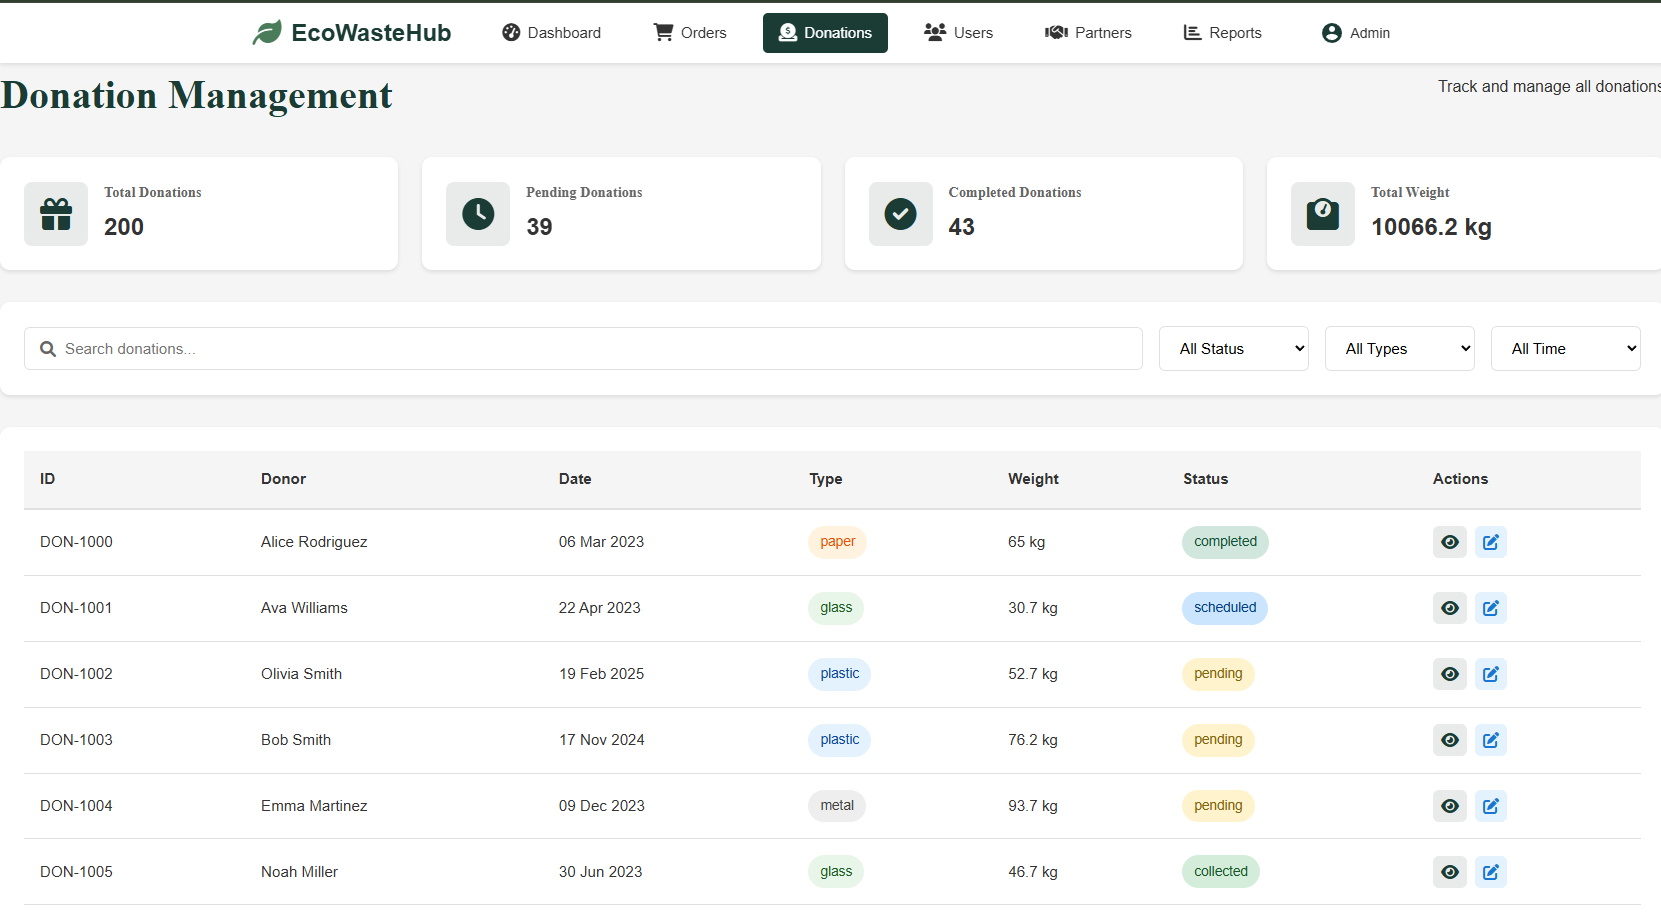 EcoWasteHub Dashboard Orders Donations Users Partners Reports Admin
Donation Management
Track and manage all donations
Total Donations
200
Pending Donations
39
Completed Donations
43
Total Weight
10066.2 kg
Search donations... All Status All Types All Time
ID Donor Date Type Weight Status Actions
DON-1000 Alice Rodriguez 06 Mar 2023 paper 65 kg completed
DON-1001 Ava Williams 22 Apr 2023 glass 30.7 kg scheduled
DON-1002 Olivia Smith 19 Feb 2025 plastic 52.7 kg pending
DON-1003 Bob Smith 17 Nov 2024 plastic 76.2 kg pending
DON-1004 Emma Martinez 09 Dec 2023 metal 93.7 kg pending
DON-1005 Noah Miller 30 Jun 2023 glass 46.7 kg collected